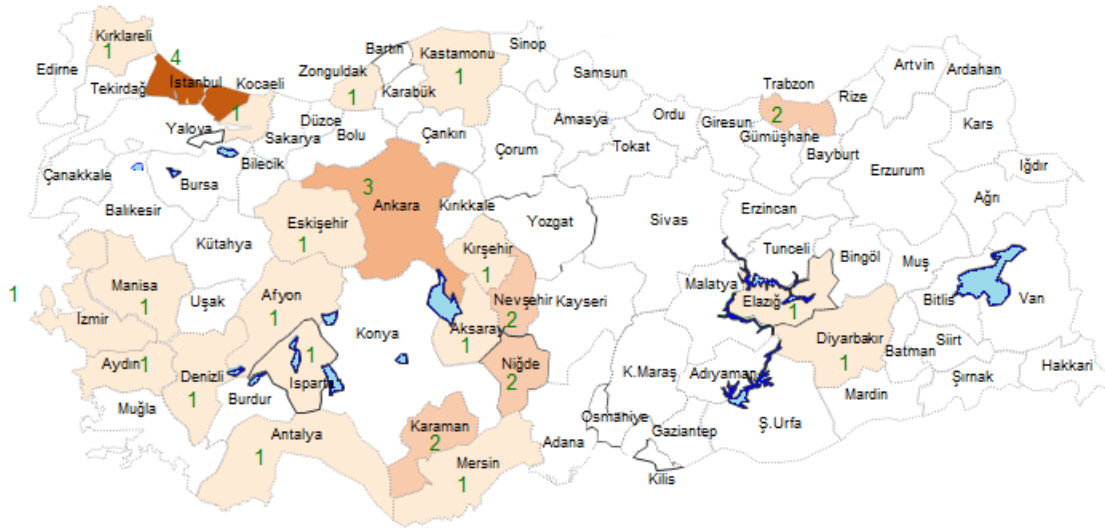 Kırklareli
1
Edirne
Tekirdağ
4
İstanbul
Kocaeli
1
Yalova
Sakarya
Düzce
Bolu
Zonguldak
1
Bartın
Karabük
Kastamonu
1
Sinop
Çankırı
Samsun
Amasya
Çorum
Tokat
Ordu
Giresun
Trabzon
2
Gümüşhane
Bayburt
Rize
Artvin
Ardahan
Kars
Iğdır
Erzurum
Ağrı
Çanakkale
Balıkesir
Bursa
Bilecik
Kütahya
Eskişehir
1
3
Ankara
Kırıkkale
Yozgat
Sivas
Erzincan
Tunceli
Bingöl
Muş
Bitlis
Van
1
İzmir
Manisa
1
Uşak
Afyon
1
Konya
Kırşehir
1
Nevşehir
2
Kayseri
Aksaray
1
Niğde
2
Malatya
Elazığ
1
Diyarbakır
1
Batman
Siirt
Şırnak
Hakkari
Mardin
Aydın
1
Denizli
1
Muğla
Burdur
Isparta
1
Antalya
1
Karaman
2
Mersin
1
Adana
Osmaniye
K.Maraş
Adıyaman
Gaziantep
Kilis
Ş.Urfa